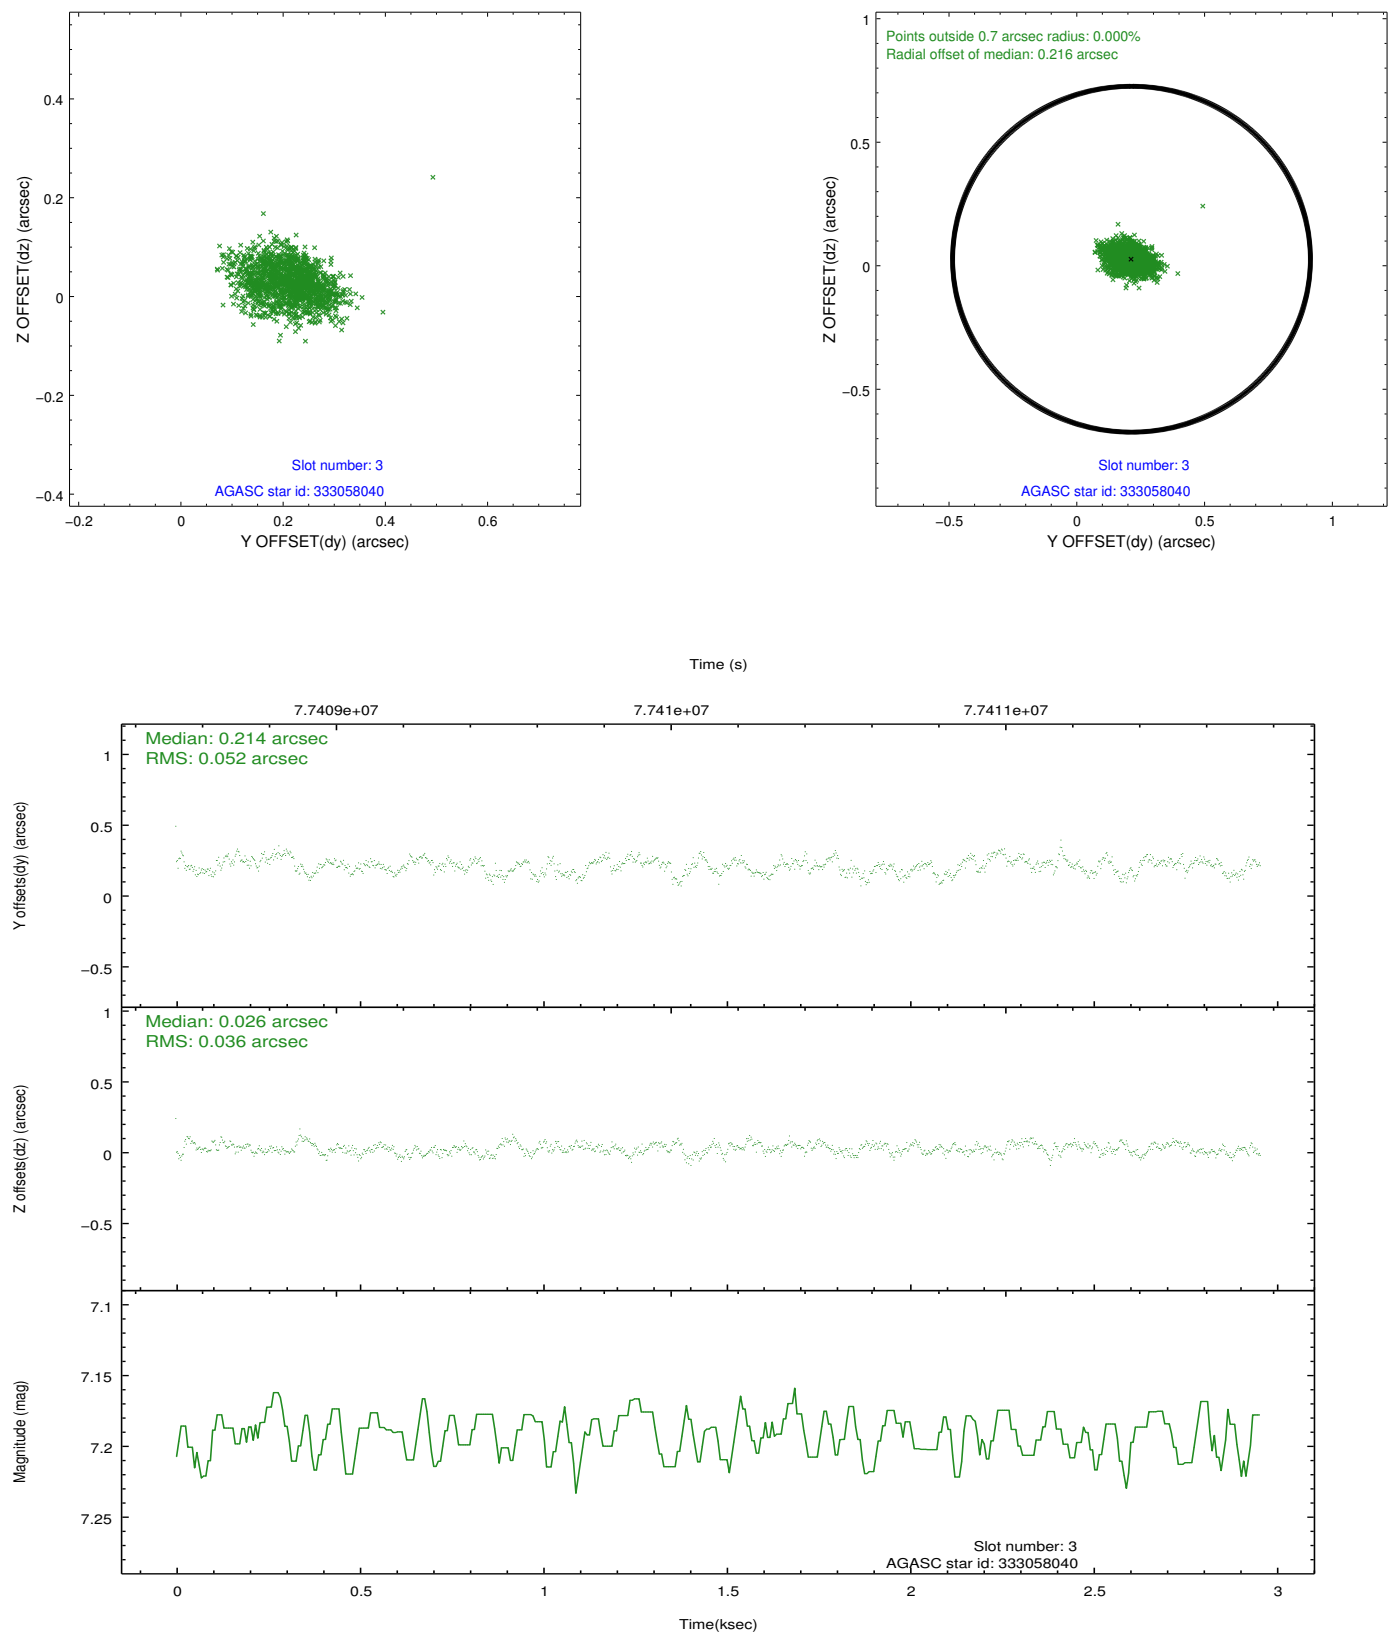 0.4
0.2
0
−0.2
−0.4
−0.2
0
0.2
0.4
0.6
Z OFFSET(dz) (arcsec)
Y OFFSET(dy) (arcsec)
Slot number: 3
AGASC star id: 333058040
Points outside 0.7 arcsec radius: 0.000%
Radial offset of median: 0.216 arcsec
1
0.5
0
−0.5
−0.5
0
0.5
1
Z OFFSET(dz) (arcsec)
Y OFFSET(dy) (arcsec)
Slot number: 3
AGASC star id: 333058040
Time (s)
7.7409e+07
7.741e+07
7.7411e+07
Median: 0.214 arcsec
RMS: 0.052 arcsec
1
0.5
0
−0.5
Y offsets(dy) (arcsec)
Median: 0.026 arcsec
RMS: 0.036 arcsec
1
0.5
0
−0.5
Z offsets(dz) (arcsec)
7.1
7.15
7.2
7.25
Magnitude (mag)
Slot number: 3
AGASC star id: 333058040
0
0.5
1
1.5
2
2.5
3
Time(ksec)